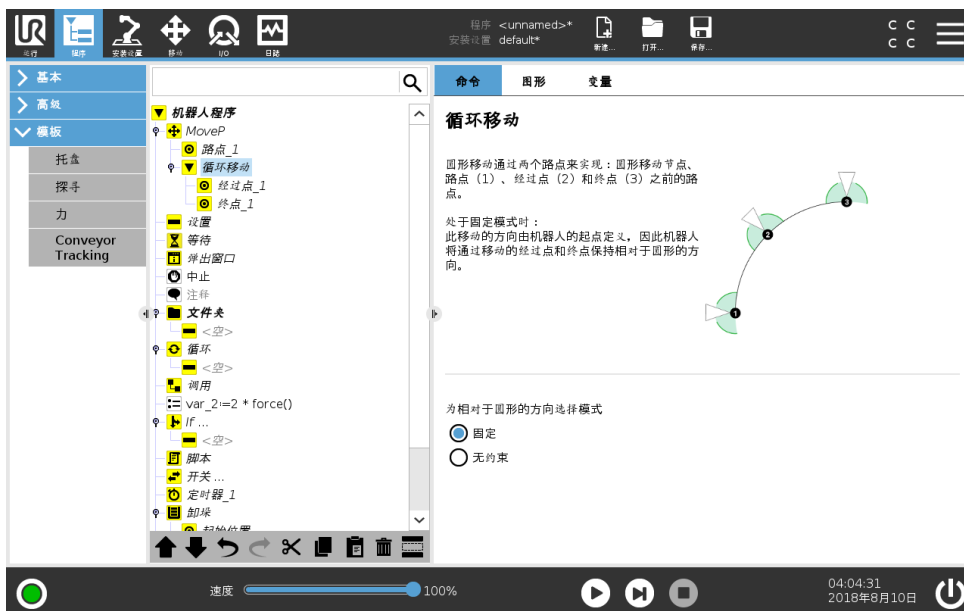 程序 <unnamed>*
安装设置 default*
运行
程序
安装设置
移动
I/O
日志
新建...
打开...
保存...
C C
C C
基本
高级
模板
托盘
探寻
力
Conveyor
Tracking
机器人程序
MoveP
路点_1
循环移动
经过点_1
终点_1
设置
等待
弹出窗口
中止
注释
文件夹
<空>
循环
<空>
调用
var_2:=2 * force()
If ...
<空>
脚本
开关 ...
定时器_1
卸垛
起始位置
命令
图形
变量
循环移动
圆形移动通过两个路点来实现：圆形移动节点、
路点（1）、经过点（2）和终点（3）之前的路
点。
处于固定模式时：
此移动的方向由机器人的起点定义，因此机器人
将通过移动的经过点和终点保持相对于圆形的方
向。
1
2
3
为相对于圆形的方向选择模式
固定
无约束
速度
100%
04:04:31
2018年8月10日